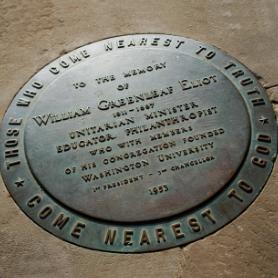 THOSE WHO COME NEAREST TO TRUTH
TO THE MEMORY
OF
WILLIAM GREENLEAF ELIOT
1811-1887
UNITARIAN MINISTER
EDUCATOR PHILANTHROPIST
WHO WITH MEMBERS
OF HIS CONGREGATION FOUNDED
WASHINGTON UNIVERSITY
1ST PRESIDENT - 3RD CHANCELLOR
1953
COME NEAREST TO GOD